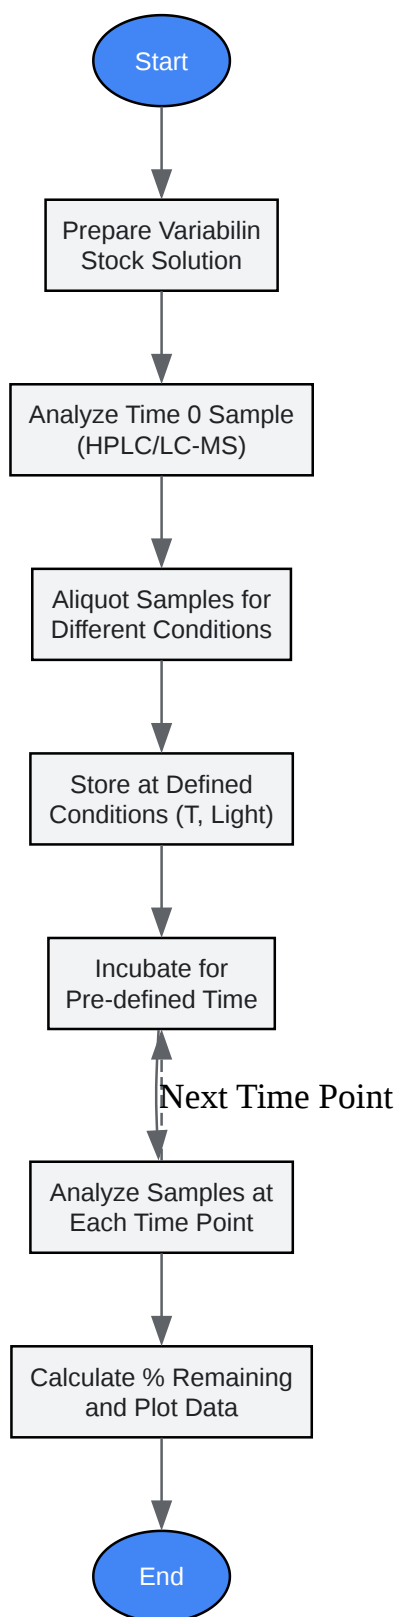 Start
Prepare Variabilin
Stock Solution
Analyze Time 0 Sample
(HPLC/LC-MS)
Aliquot Samples for
Different Conditions
Store at Defined
Conditions (T, Light)
Incubate for
Pre-defined Time
Next Time Point
Analyze Samples at
Each Time Point
Calculate % Remaining
and Plot Data
End